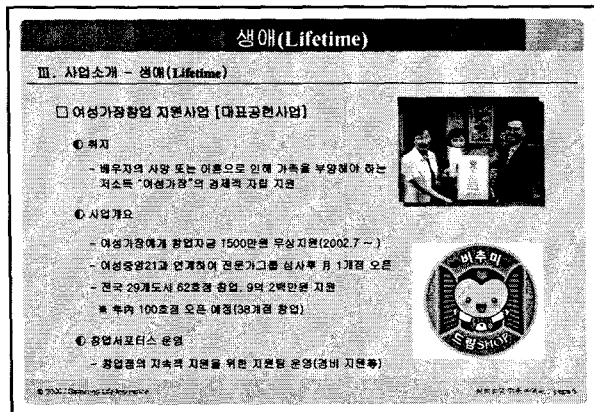 생애(Lifetime)
Ⅲ. 사업소개 - 생애(Lifetime)
□ 여성가장창업 지원사업 [대표공헌사업]
◐ 취지
- 배우자의 사망 또는 이혼으로 인해 가족을 부양해야 하는
저소득 "여성가장"의 경제적 자립 지원
◐ 사업개요
- 여성가장에게 창업자금 1500만원 무상지원(2002.7 ~ )
- 여성중앙21과 연계하여 전문가그룹 심사후 月 1개점 오픈
- 전국 29개도시 62호점 창업, 9억 2백만원 지원
※ 年內 100호점 오픈 예정(38개점 창업)
◐ 창업서포터스 운영
- 창업점의 지속적 지원을 위한 지원팀 운영(경비 지원等)
비추미
드림SHOP